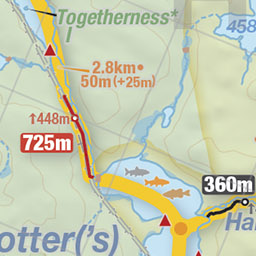 Togetherness*
I
458
2.8km•
50m (+25m)
↑448m
725m
360m
Ha
otter('s)